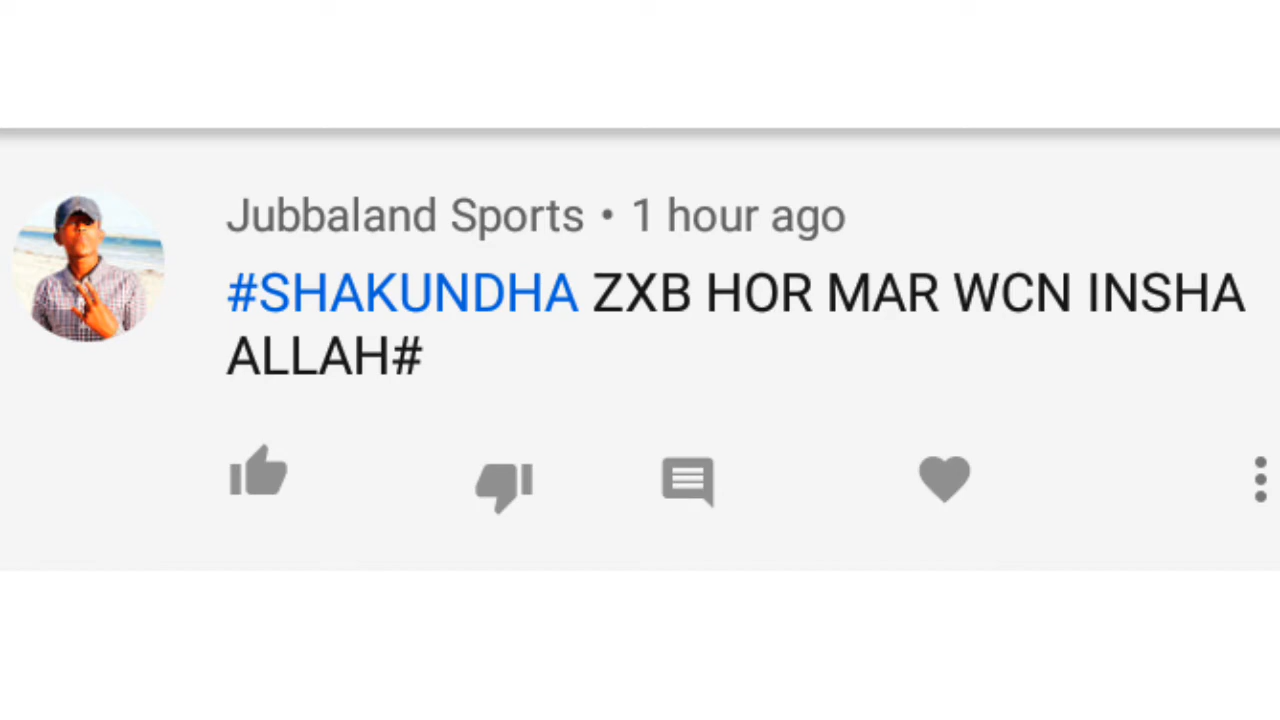 Jubbaland Sports • 1 hour ago
#SHAKUNDHA ZXB HOR MAR WCN INSHA
ALLAH#